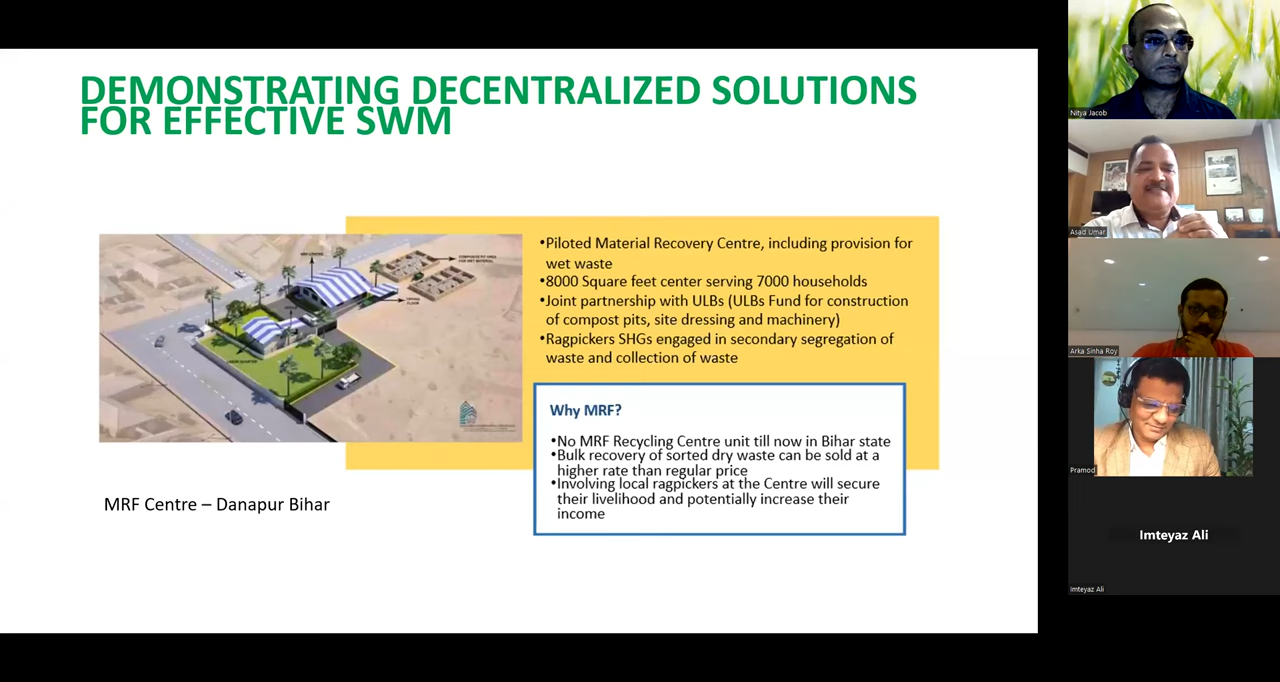 DEMONSTRATING DECENTRALIZED SOLUTIONS
FOR EFFECTIVE SWM
•Piloted Material Recovery Centre, including provision for
wet waste
•8000 Square feet center serving 7000 households
•Joint partnership with ULBs (ULBs Fund for construction
of compost pits, site dressing and machinery)
•Ragpickers SHGs engaged in secondary segregation of
waste and collection of waste
Why MRF?
•No MRF Recycling Centre unit till now in Bihar state
•Bulk recovery of sorted dry waste can be sold at a
higher rate than regular price
•Involving local ragpickers at the Centre will secure
their livelihood and potentially increase their
income
MRF Centre – Danapur Bihar
Nitya Jacob
Asad Umar
Arka Sinha Roy
Pramod
Imteyaz Ali
Imteyaz Ali